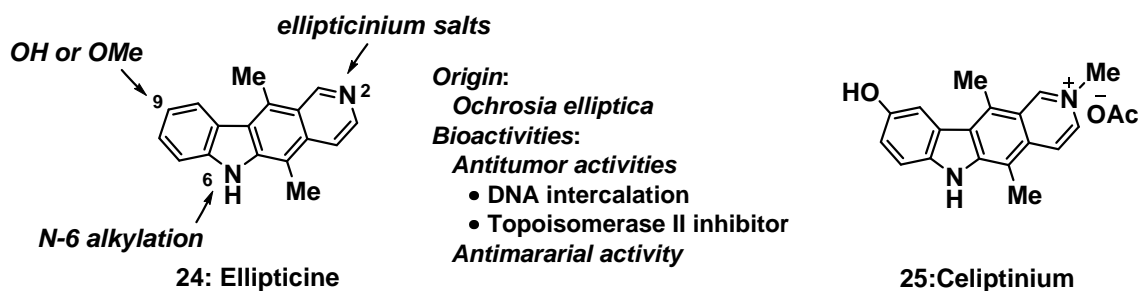 ellipticinium salts
OH or OMe
Me
N
2
9
6
N
H
Me
N-6 alkylation
24: Ellipticine
Origin:
Ochrosia elliptica
Bioactivities:
Antitumor activities
• DNA intercalation
• Topoisomerase II inhibitor
Antimararial activity
Me
HO
N
+
Me
−
OAc
N
H
Me
25:Celiptinium